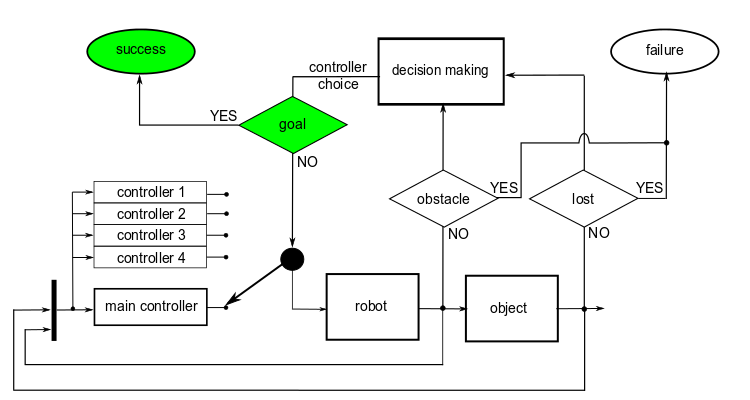 success
controller
choice
decision making
failure
YES
goal
NO
controller 1
controller 2
controller 3
controller 4
obstacle
YES
lost
YES
NO
NO
main controller
robot
object